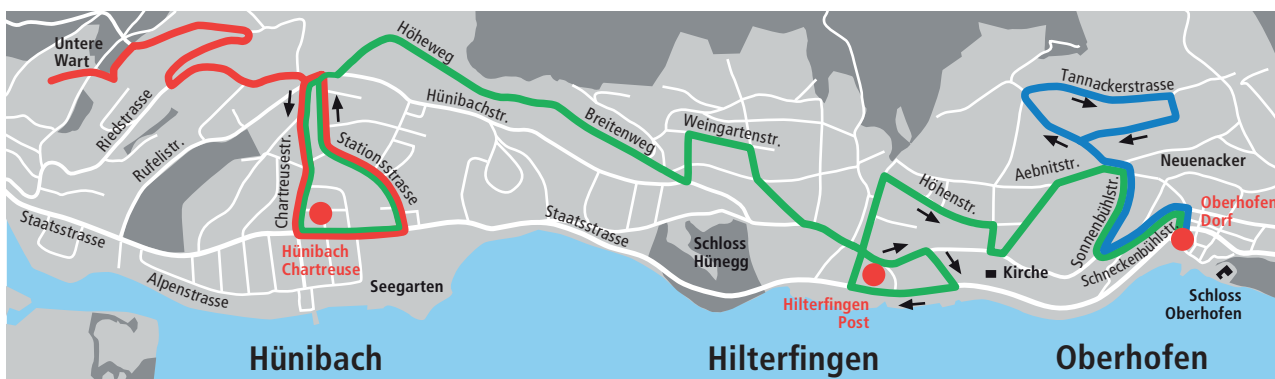 Untere
Wart
Riedstrasse
Rufelistr.
Staatsstrasse
Alpenstrasse
Chartreusestr.
Stationsstrasse
Hünibach
Chartreuse
Seegarten
Höheweg
Hünibachstr.
Breitenweg
Weingartenstr.
Staatsstrasse
Schloss
Hünegg
Höhenstr.
Kirche
Hilterfingen
Post
Tannackerstrasse
Aebnitstr.
Neuenacker
Sonnenbühlstr.
Schneckenbühlstr.
Oberhofen
Dorf
Schloss
Oberhofen
Hünibach
Hilterfingen
Oberhofen